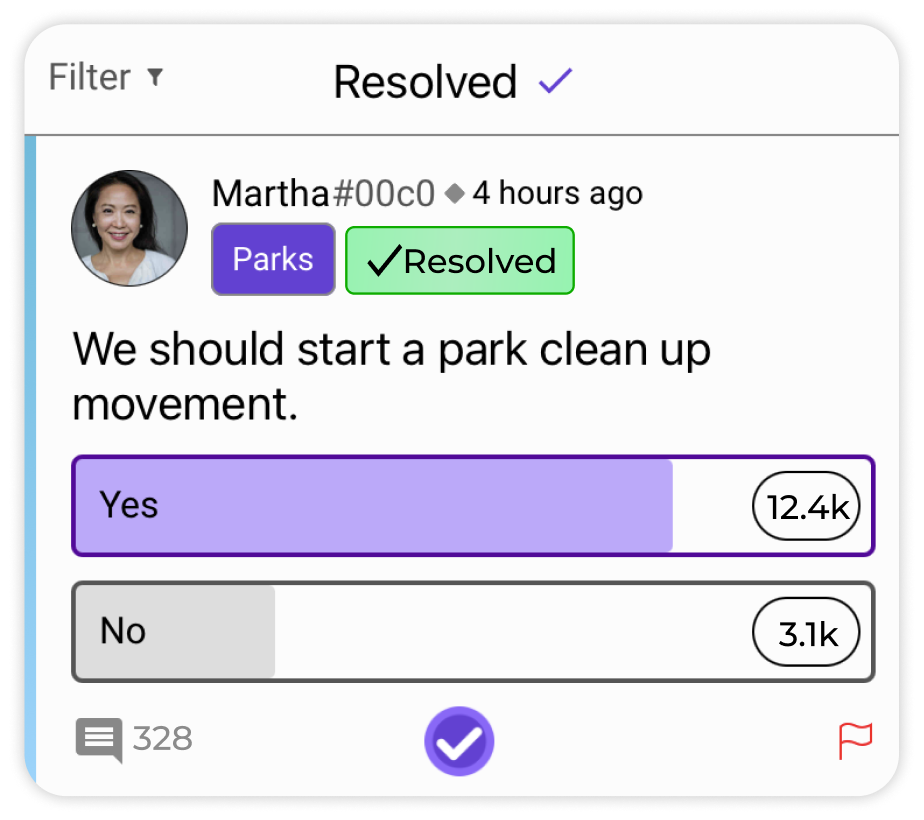 Filter
Resolved
Martha#00c0 ◆ 4 hours ago
Parks
✓Resolved
We should start a park clean up
movement.
Yes
12.4k
No
3.1k
328